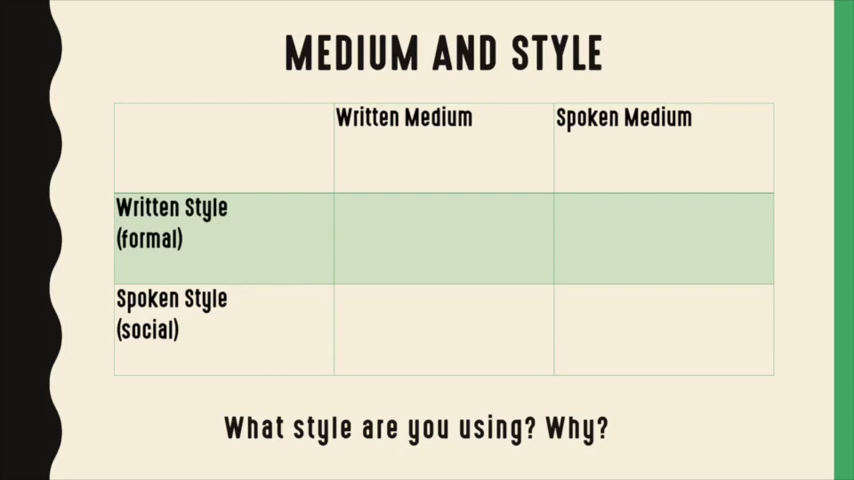 MEDIUM AND STYLE
Written Medium
Spoken Medium
Written Style
(formal)
Spoken Style
(social)
What style are you using? Why?